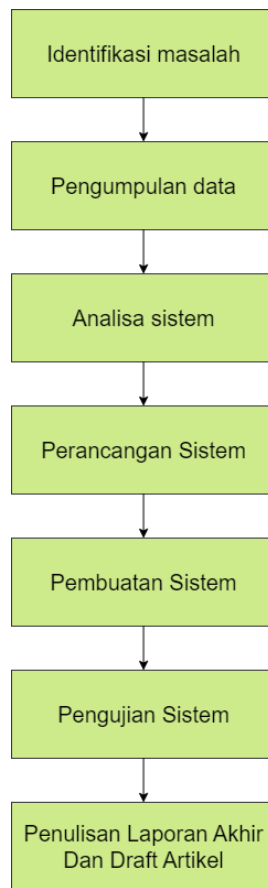 Identifikasi masalah
Pengumpulan data
Analisa sistem
Perancangan Sistem
Pembuatan Sistem
Pengujian Sistem
Penulisan Laporan Akhir
Dan Draft Artikel